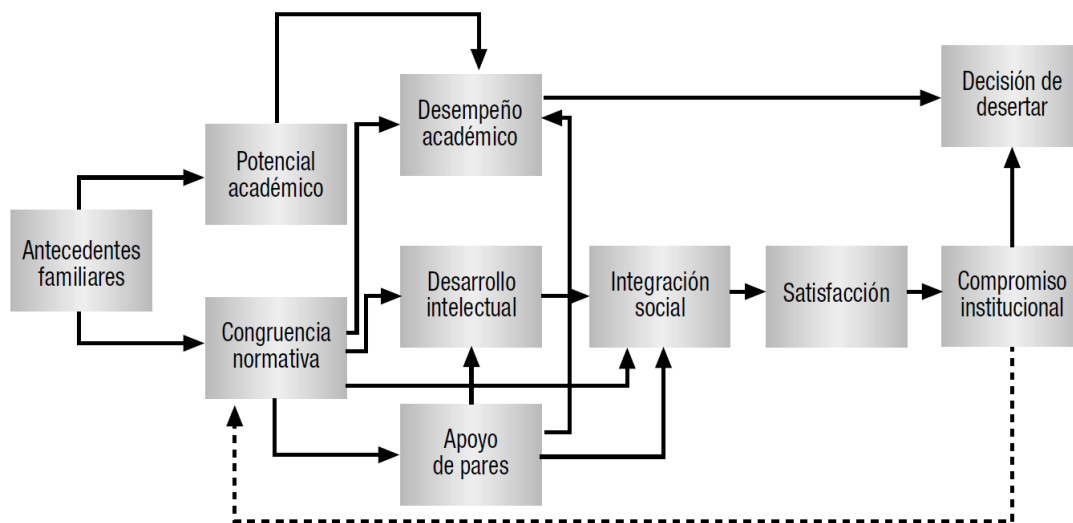 Desempeño
académico
Decisión de
desertar
Potencial
académico
Antecedentes
familiares
Desarrollo
intelectual
Integración
social
Satisfacción
Compromiso
institucional
Congruencia
normativa
Apoyo
de pares